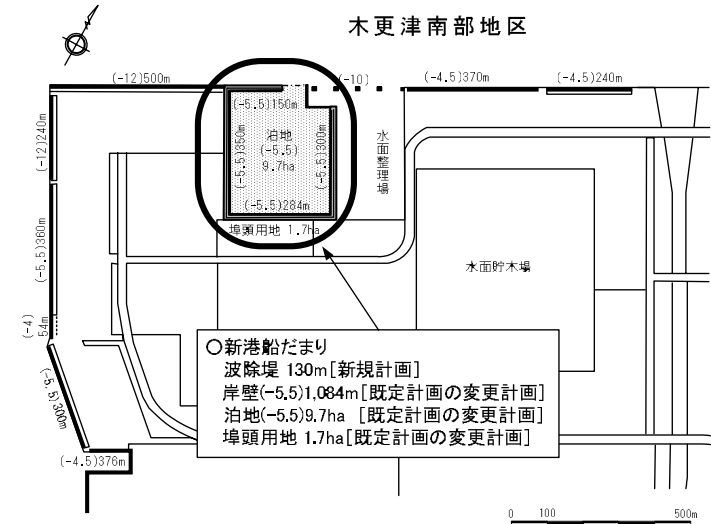 木更津南部地区
(-12)500m
(-10)
(-4.5)370m
(-4.5)240m
(-12)240m
(-5.5)150m
(-5.5)350m
泊地
(-5.5)
9.7ha
(-5.5)300m
(-5.5)284m
水面整理場
埠頭用地 1.7ha
(-5.5)360m
水面貯木場
(-4)
54m
(-5.5)300m
(-4.5)376m
○新港船だまり
波除堤 130m[新規計画]
岸壁(-5.5)1,084m[既定計画の変更計画]
泊地(-5.5)9.7ha [既定計画の変更計画]
埠頭用地 1.7ha[既定計画の変更計画]
0 100 500m